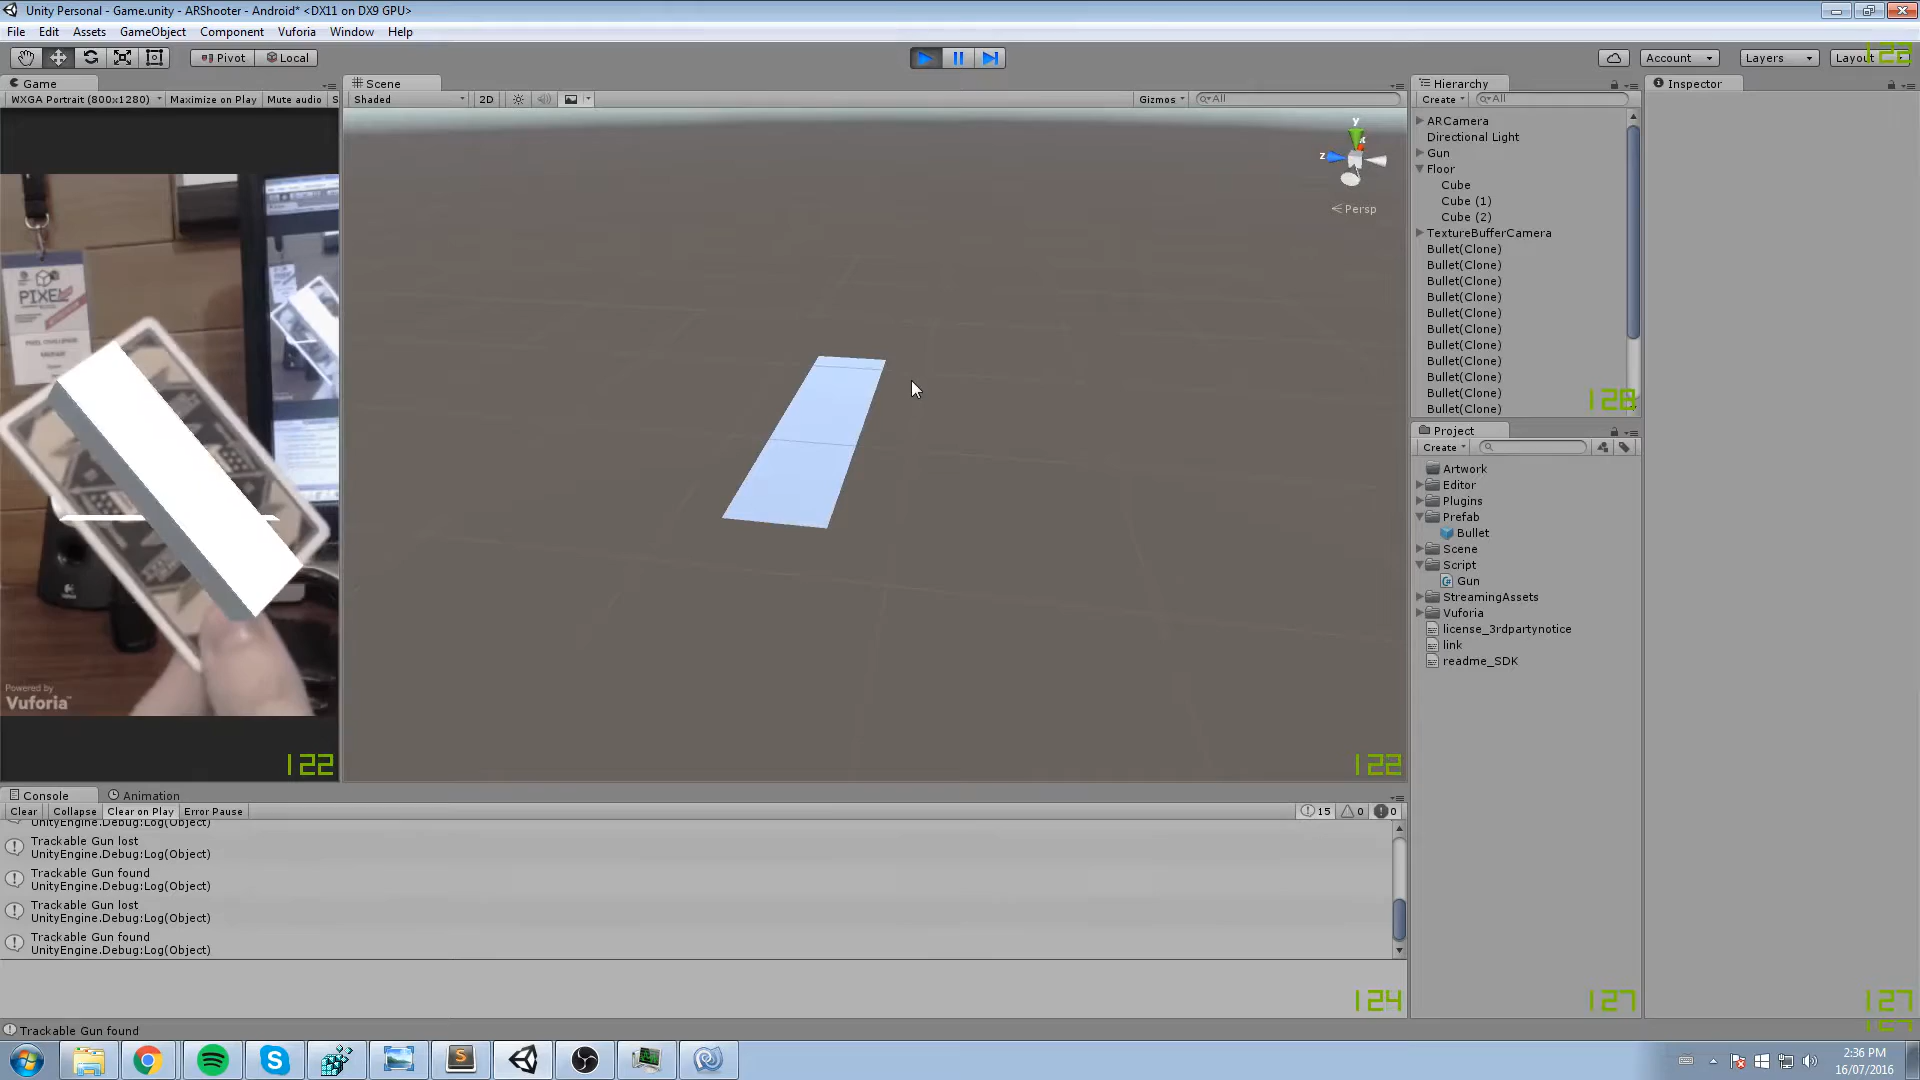 Unity Personal - Game.unity - ARShooter - Android* <DX11 on DX9 GPU>
File Edit Assets GameObject Component Vuforia Window Help
Pivot Local Account Layers Layout
122
Game Scene Hierarchy Inspector
WXGA Portrait (800x1280) Maximize on Play Mute audio S Shaded 2D Gizmos All Create All
ARCamera
Directional Light
Gun
Floor
Cube
Cube (1)
Cube (2)
TextureBufferCamera
Bullet(Clone)
Bullet(Clone)
Bullet(Clone)
Bullet(Clone)
Bullet(Clone)
Bullet(Clone)
Bullet(Clone)
Bullet(Clone)
Bullet(Clone)
Bullet(Clone)
Bullet(Clone)
128
y
x
z
Persp
PIXEL
PIXEL CHALLENGE
Powered by
Vuforia™
122
122
Project
Create
Artwork
Editor
Plugins
Prefab
Bullet
Scene
Script
Gun
StreamingAssets
Vuforia
license_3rdpartynotice
link
readme_SDK
Console Animation
Clear Collapse Clear on Play Error Pause 15 0 0
UnityEngine.Debug:Log(Object)
Trackable Gun lost
UnityEngine.Debug:Log(Object)
Trackable Gun found
UnityEngine.Debug:Log(Object)
Trackable Gun lost
UnityEngine.Debug:Log(Object)
Trackable Gun found
UnityEngine.Debug:Log(Object)
124 127 127
Trackable Gun found
2:36 PM
16/07/2016